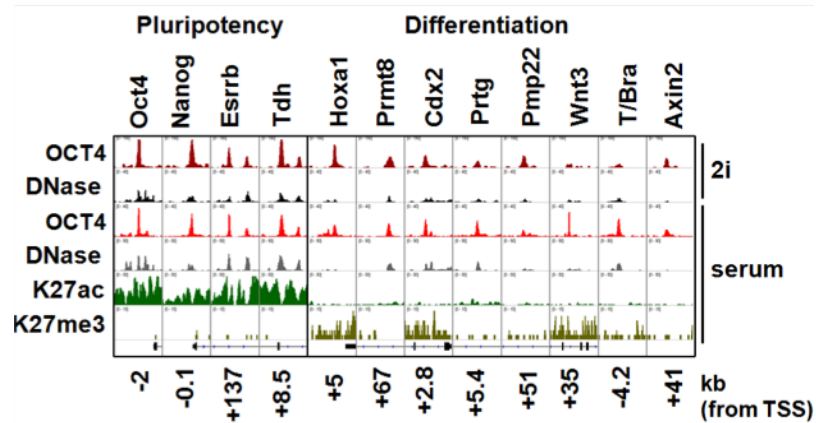 Pluripotency Differentiation
Oct4 Nanog Esrrb Tdh Hoxa1 Prmt8 Cdx2 Prtg Pmp22 Wnt3 T/Bra Axin2
OCT4
DNase
2i
OCT4
DNase
K27ac
K27me3
serum
-2 -0.1 +137 +8.5 +5 +67 +2.8 +5.4 +51 +35 -4.2 +41 kb
(from TSS)